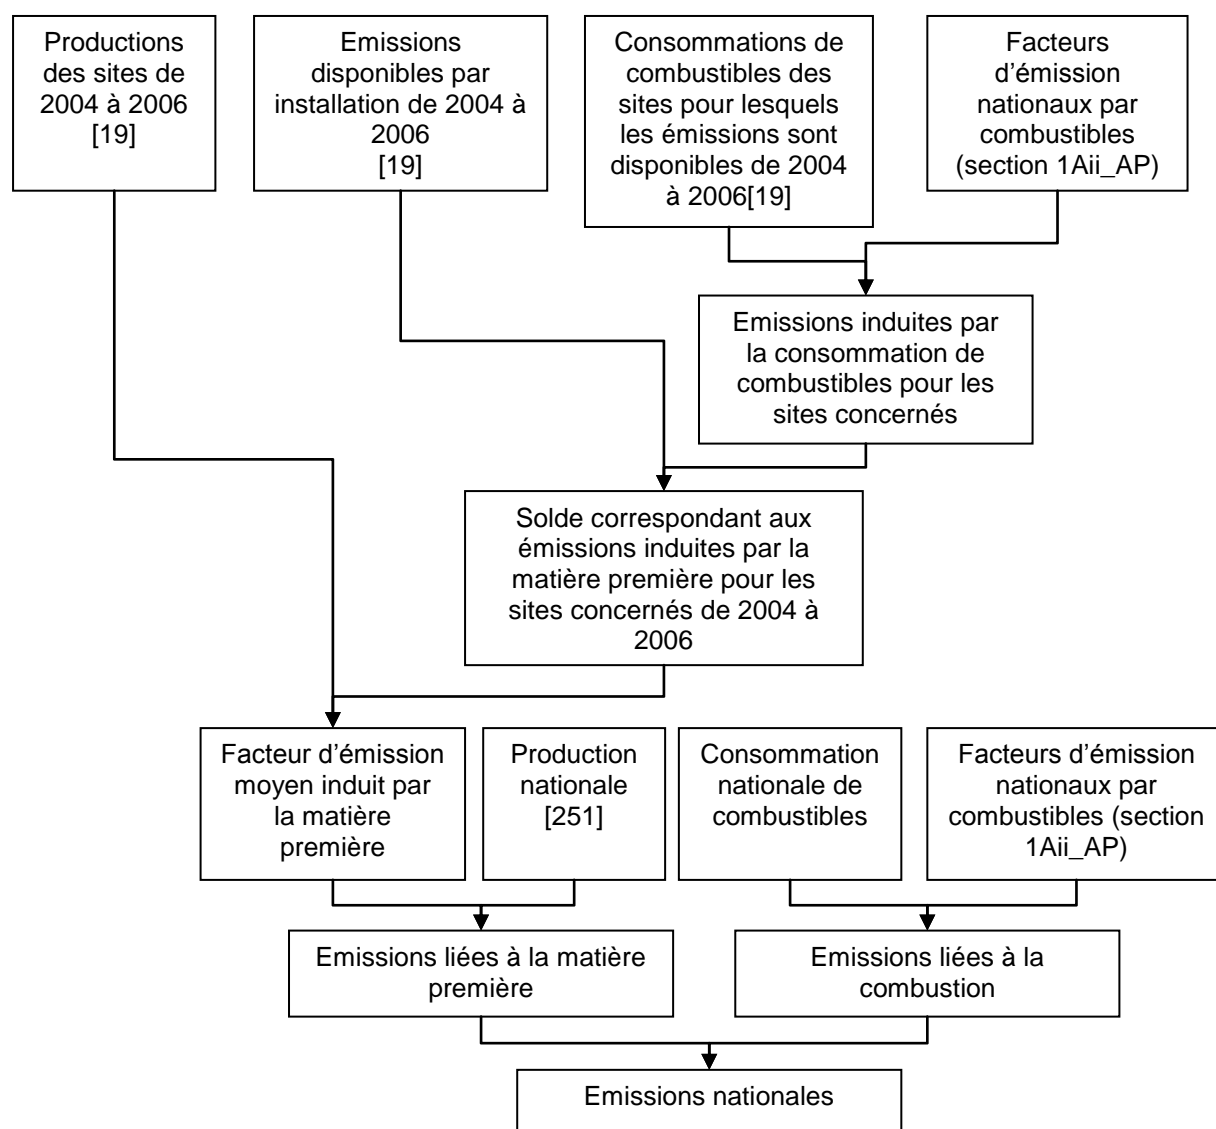 Productions
des sites de
2004 à 2006
[19]
Emissions
disponibles par
installation de 2004 à
2006
[19]
Consommations de
combustibles des
sites pour lesquels
les émissions sont
disponibles de 2004
à 2006[19]
Facteurs
d’émission
nationaux par
combustibles
(section 1Aii_AP)
Emissions induites par
la consommation de
combustibles pour les
sites concernés
Solde correspondant aux
émissions induites par la
matière première pour les
sites concernés de 2004 à
2006
Facteur d’émission
moyen induit par
la matière
première
Production
nationale
[251]
Consommation
nationale de
combustibles
Facteurs d’émission
nationaux par
combustibles (section
1Aii_AP)
Emissions liées à la matière
première
Emissions liées à la
combustion
Emissions nationales